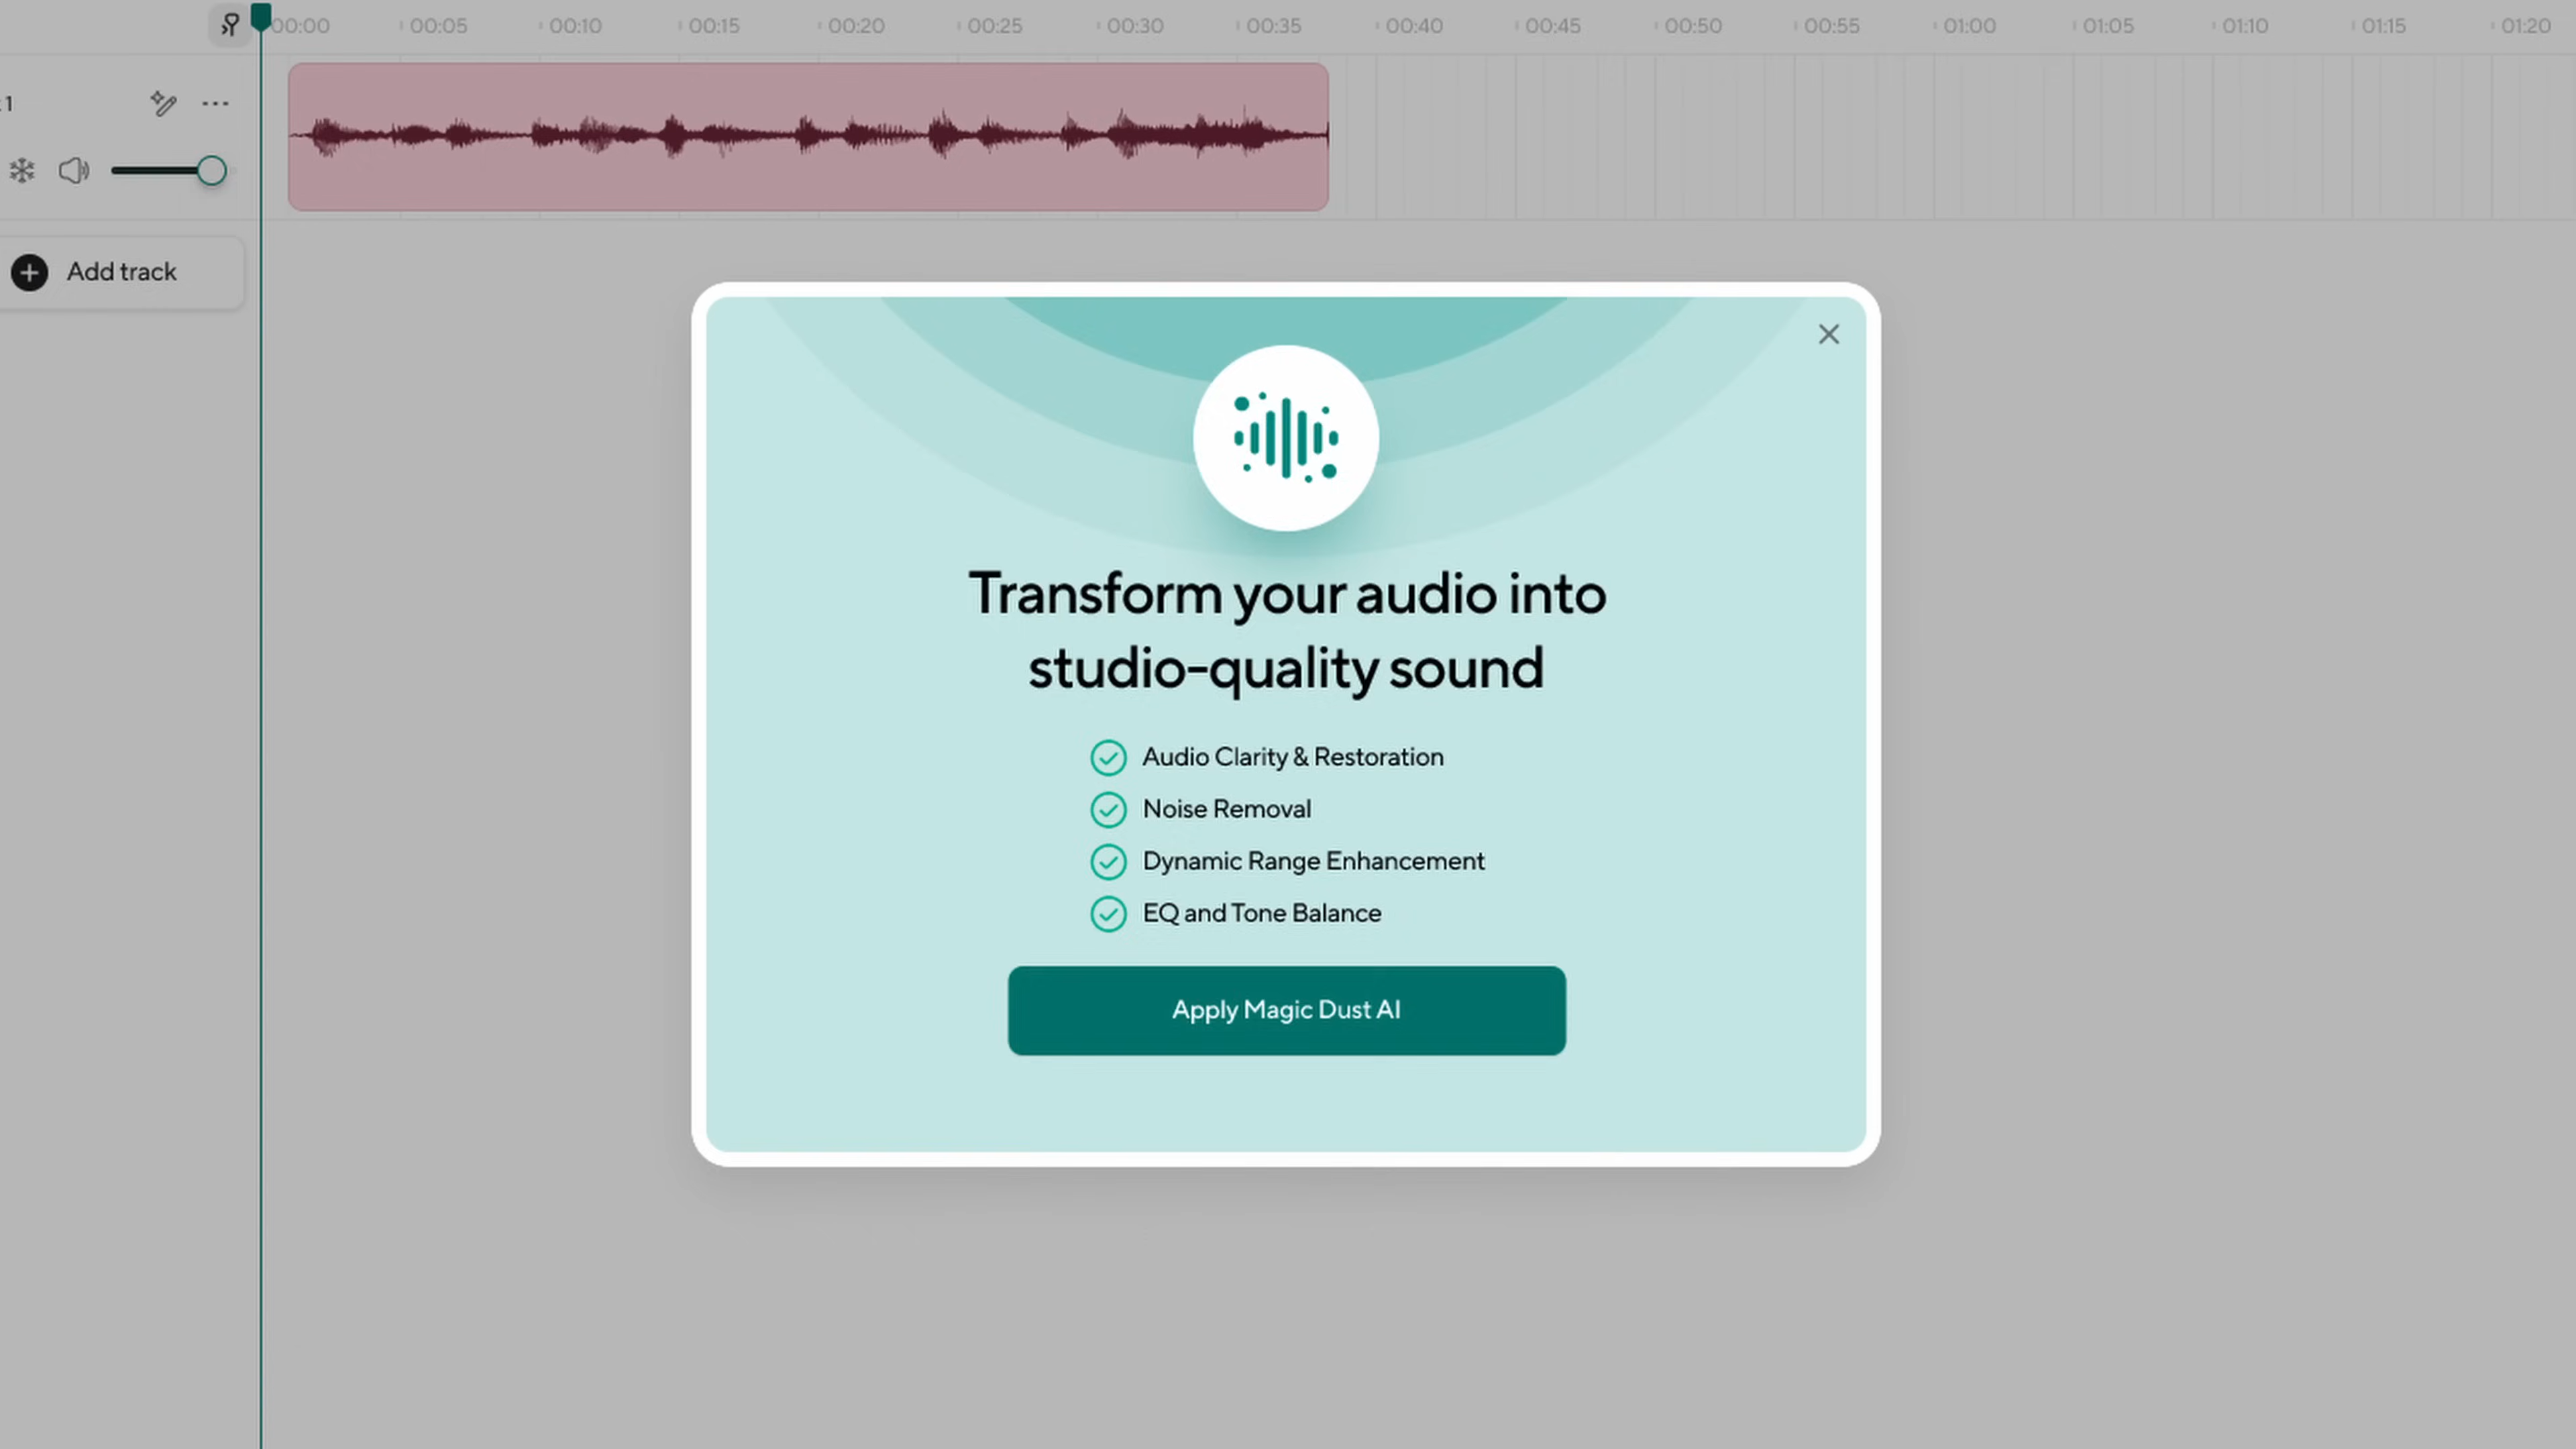 00:00 00:05 00:10 00:15 00:20 00:25 00:30 00:35 00:40 00:45 00:50 00:55 01:00 01:05 01:10 01:15 01:20
1
Add track
Transform your audio into
studio-quality sound
Audio Clarity & Restoration
Noise Removal
Dynamic Range Enhancement
EQ and Tone Balance
Apply Magic Dust AI